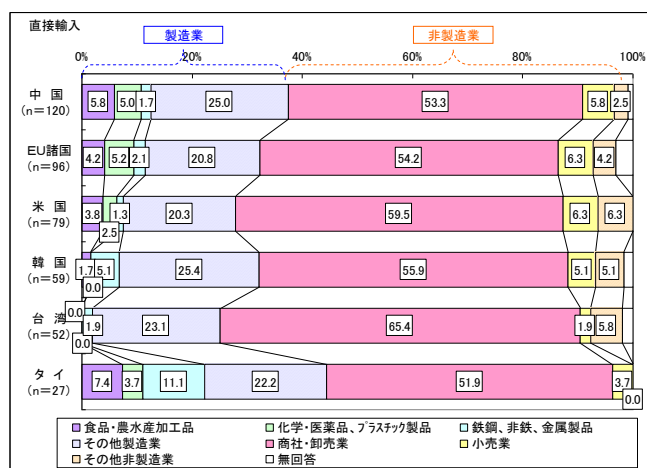 直接輸入
製造業 非製造業
0% 20% 40% 60% 80% 100%
中 国 5.8 5.0 1.7 25.0 53.3 5.8 2.5
(n=120)
EU諸国 4.2 5.2 2.1 20.8 54.2 6.3 4.2
(n=96)
米 国 3.8 2.5 1.3 20.3 59.5 6.3 6.3
(n=79)
韓 国 1.7 0.0 5.1 25.4 55.9 5.1 5.1
(n=59)
台 湾 0.0 0.0 1.9 23.1 65.4 1.9 5.8
(n=52)
タ イ 7.4 3.7 11.1 22.2 51.9 3.7 0.0
(n=27)
食品・農水産加工品 化学・医薬品、プラスチック製品 鉄鋼、非鉄、金属製品
その他製造業 商社・卸売業 小売業
その他非製造業 無回答